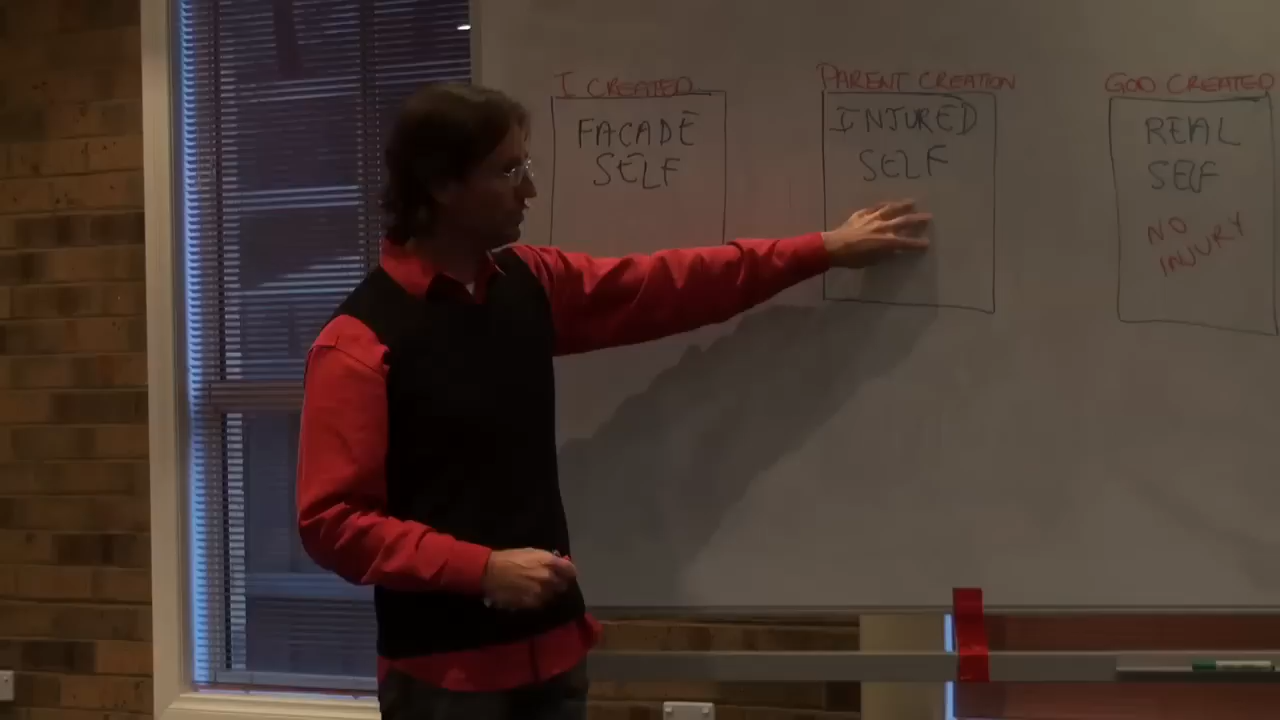 I CREATED
FACADE
SELF
PARENT CREATION
INJURED
SELF
GOD CREATED
REAL
SELF
NO
INJURY